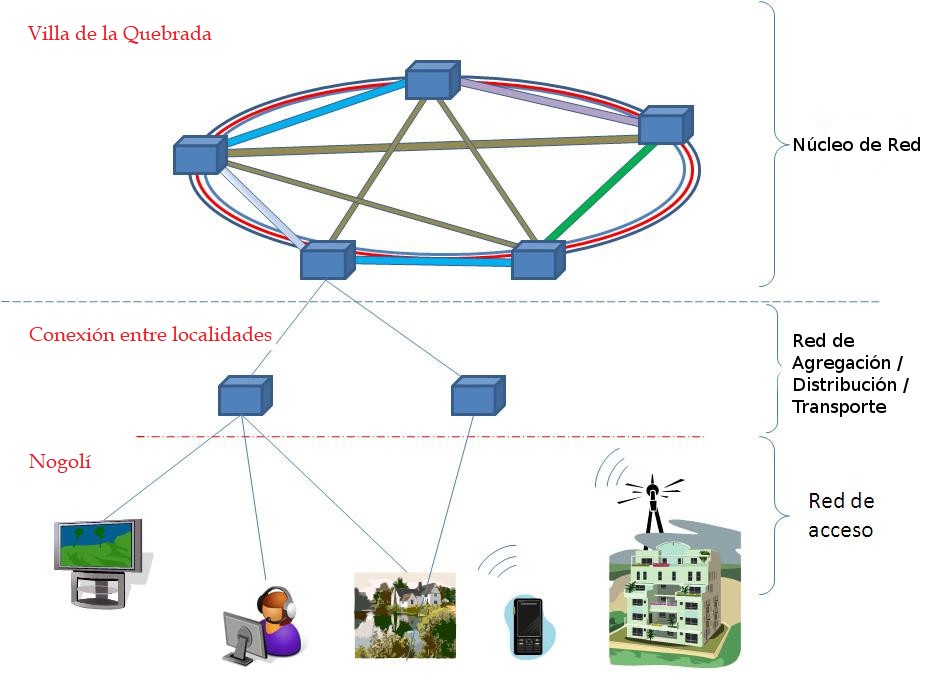 Villa de la Quebrada
Núcleo de Red
Conexión entre localidades
Red de
Agregación /
Distribución /
Transporte
Nogolí
Red de
acceso